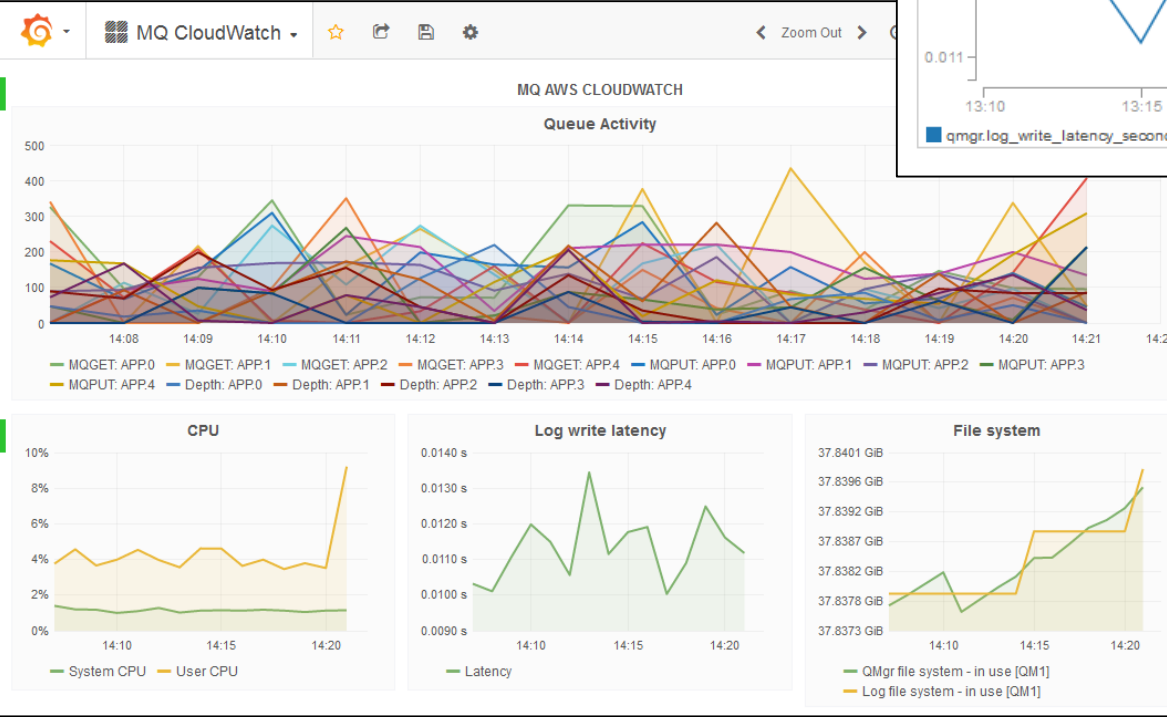 MQ CloudWatch
Zoom Out
0.011
13:10 13:15
qmgr.log_write_latency_secon
MQ AWS CLOUDWATCH
Queue Activity
500
400
300
200
100
0
14:08 14:09 14:10 14:11 14:12 14:13 14:14 14:15 14:16 14:17 14:18 14:19 14:20 14:21 14:2
MQGET: APP.0 MQGET: APP.1 MQGET: APP.2 MQGET: APP.3 MQGET: APP.4 MQPUT: APP.0 MQPUT: APP.1 MQPUT: APP.2 MQPUT: APP.3
MQPUT: APP.4 Depth: APP.0 Depth: APP.1 Depth: APP.2 Depth: APP.3 Depth: APP.4
CPU
10%
8%
6%
4%
2%
0%
14:10 14:15 14:20
System CPU User CPU
Log write latency
0.0140 s
0.0130 s
0.0120 s
0.0110 s
0.0100 s
0.0090 s
14:10 14:15 14:20
Latency
File system
37.8401 GiB
37.8396 GiB
37.8392 GiB
37.8387 GiB
37.8382 GiB
37.8378 GiB
37.8373 GiB
14:10 14:15 14:20
QMgr file system - in use [QM1]
Log file system - in use [QM1]